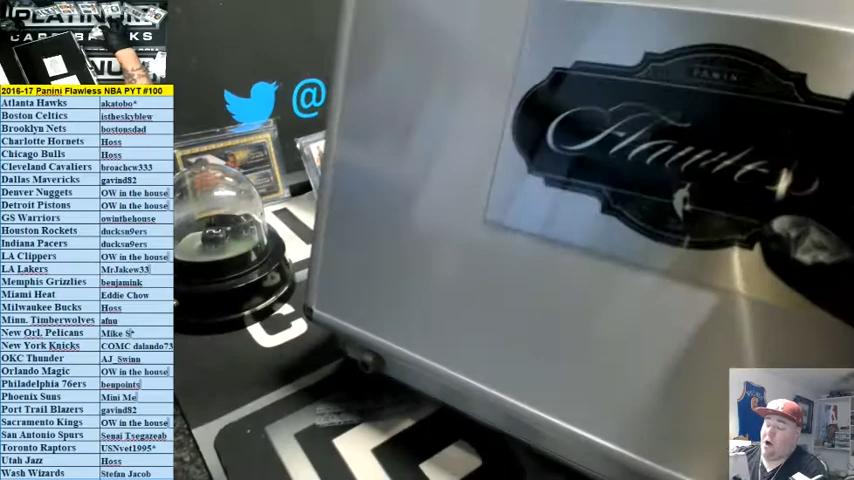 PLATINUM
CARD BREAKS
2016-17 Panini Flawless NBA PYT #100
Atlanta Hawks akatobo*
Boston Celtics istheskyblew
Brooklyn Nets bostonsdad
Charlotte Hornets Hoss
Chicago Bulls Hoss
Cleveland Cavaliers broachcw333
Dallas Mavericks gavind82
Denver Nuggets OW in the house
Detroit Pistons OW in the house
GS Warriors owinthehouse
Houston Rockets ducksn9ers
Indiana Pacers ducksn9ers
LA Clippers OW in the house
LA Lakers MrJakew33
Memphis Grizzlies benjamink
Miami Heat Eddie Chow
Milwaukee Bucks Hoss
Minn. Timberwolves afnu
New Orl. Pelicans Mike S*
New York Knicks COMC dalando73
OKC Thunder AJ_Swinn
Orlando Magic OW in the house
Philadelphia 76ers benpoints
Phoenix Suns Mini Me
Port Trail Blazers gavind82
Sacramento Kings OW in the house
San Antonio Spurs Senai Tsegazeab
Toronto Raptors USNvet1995*
Utah Jazz Hoss
Wash Wizards Stefan Jacob
@
PANINI
Flawless